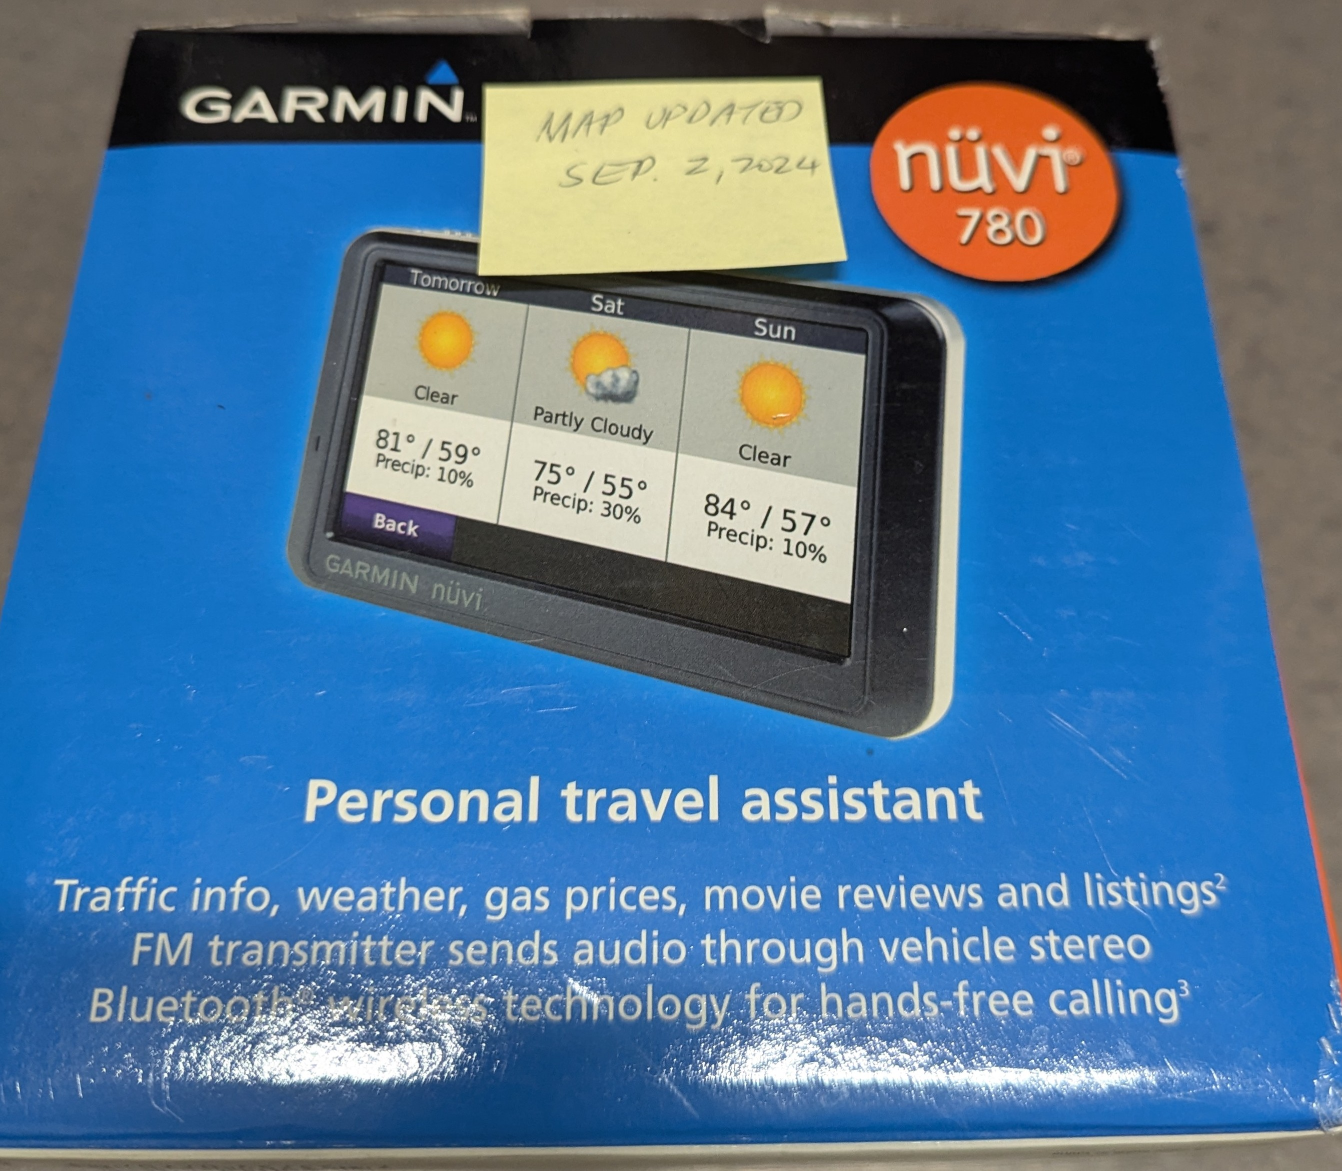 GARMIN™
MAP UPDATED
SEP. 2, 2024
nüvi®
780
Tomorrow
Sat
Sun
Clear
Partly Cloudy
Clear
81° / 59°
Precip: 10%
75° / 55°
Precip: 30%
84° / 57°
Precip: 10%
Back
GARMIN nüvi
Personal travel assistant
Traffic info, weather, gas prices, movie reviews and listings²
FM transmitter sends audio through vehicle stereo
Bluetooth® wireless technology for hands-free calling³